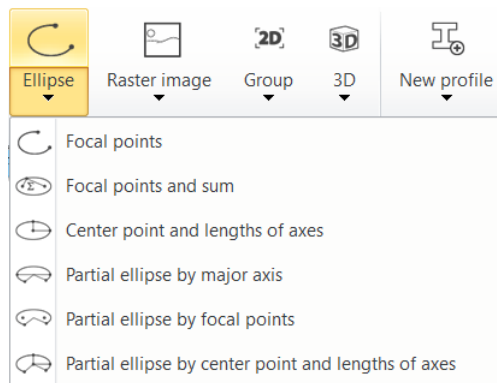 2D 3D
Ellipse Raster image Group 3D New profile
Focal points
Focal points and sum
Center point and lengths of axes
Partial ellipse by major axis
Partial ellipse by focal points
Partial ellipse by center point and lengths of axes